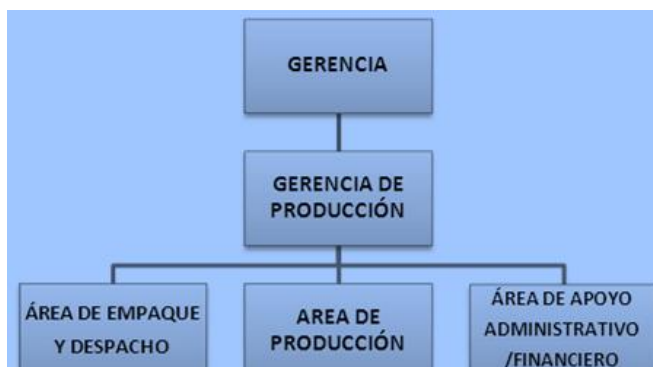 GERENCIA
GERENCIA DE
PRODUCCIÓN
ÁREA DE EMPAQUE
Y DESPACHO
AREA DE
PRODUCCIÓN
ÁREA DE APOYO
ADMINISTRATIVO
/FINANCIERO